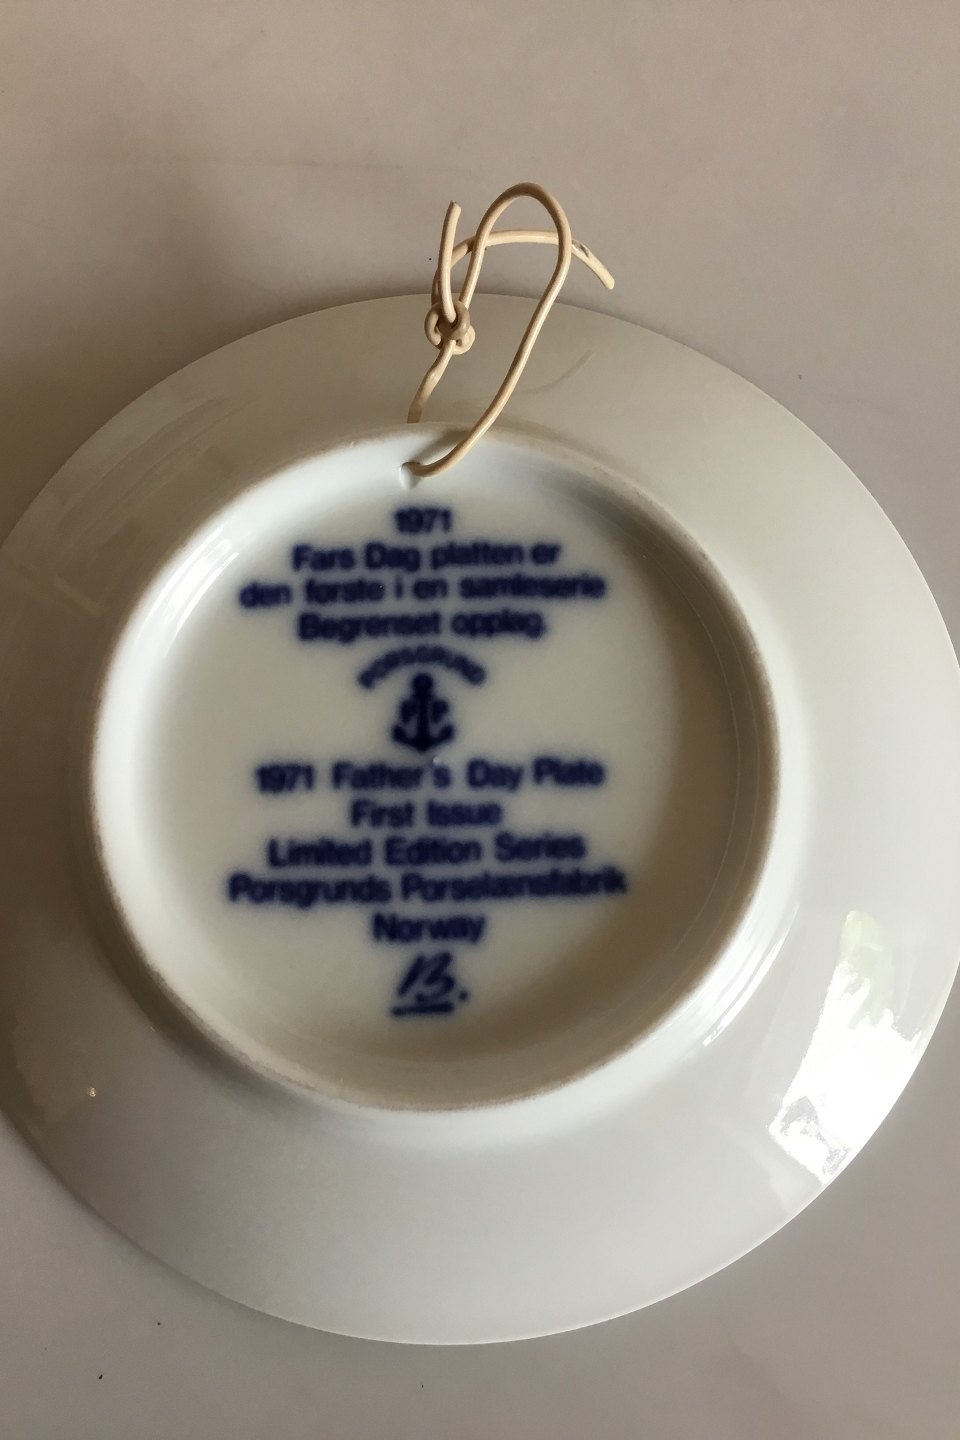 1971
Fars Dag platten er
den første i en samleserie
Begrenset opplag.
PORSGRUND
PP
1971 Father's Day Plate
First Issue
Limited Edition Series
Porsgrunds Porselænsfabrik
Norway
B.